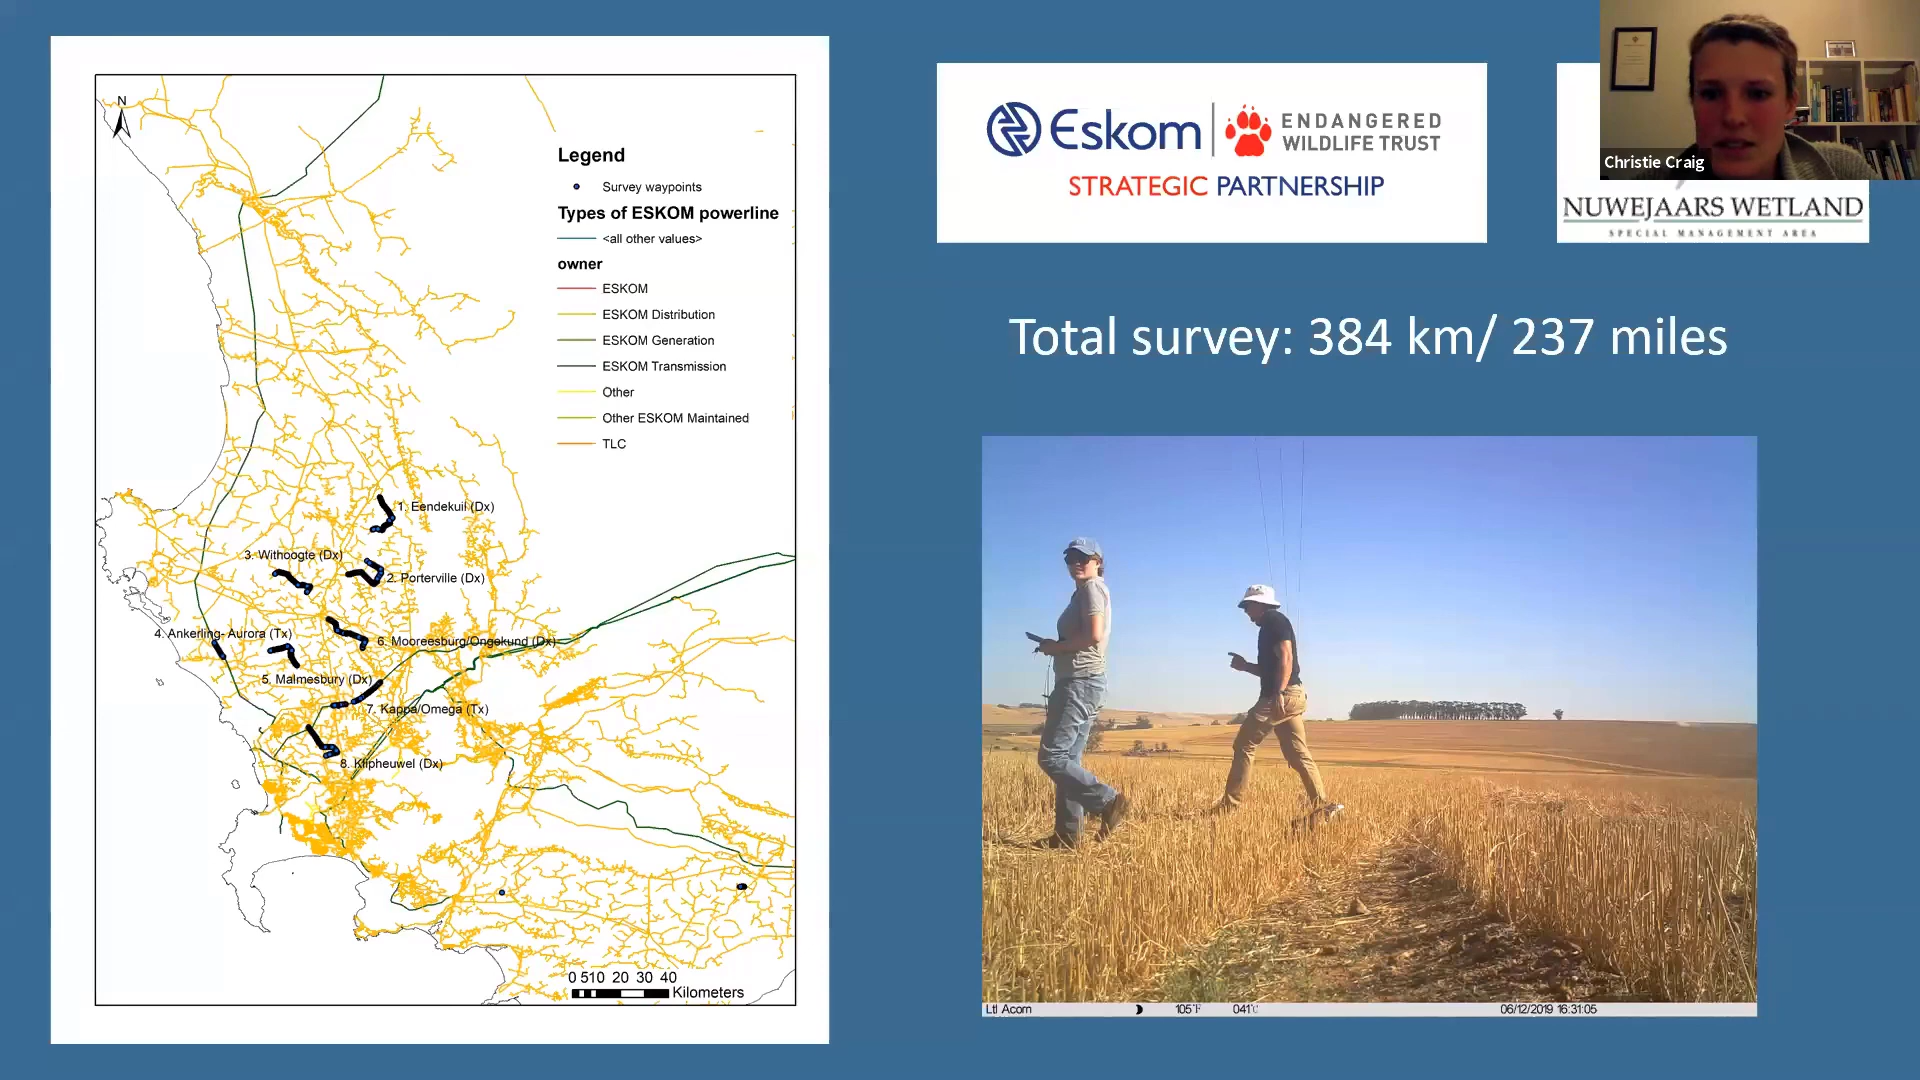 N
Legend
Survey waypoints
Types of ESKOM powerline
<all other values>
owner
ESKOM
ESKOM Distribution
ESKOM Generation
ESKOM Transmission
Other
Other ESKOM Maintained
TLC
1. Eendekuil (Dx)
3. Withoogte (Dx)
2. Porterville (Dx)
4. Ankerling- Aurora (Tx)
6. Mooreesburg/Ongekund (Dx)
5. Malmesbury (Dx)
7. Kappa/Omega (Tx)
8. Klipheuwel (Dx)
0 510 20 30 40
Kilometers
Eskom
ENDANGERED
WILDLIFE TRUST
STRATEGIC PARTNERSHIP
Christie Craig
NUWEJAARS WETLAND
SPECIAL MANAGEMENT AREA
Total survey: 384 km/ 237 miles
Ltl Acorn 105°F 041°C 06/12/2019 16:31:05